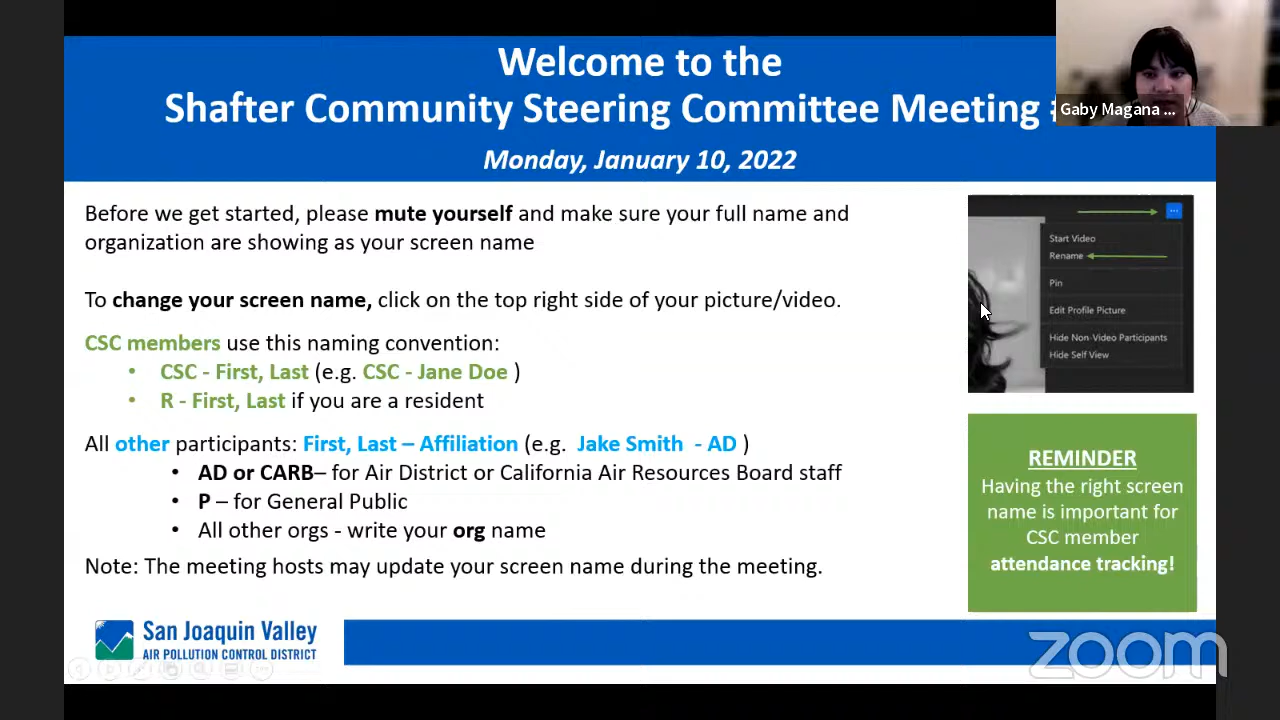 Welcome to the
Shafter Community Steering Committee Meeting
Monday, January 10, 2022
Gaby Magana ...
Before we get started, please mute yourself and make sure your full name and
organization are showing as your screen name
To change your screen name, click on the top right side of your picture/video.
CSC members use this naming convention:
• CSC - First, Last (e.g. CSC - Jane Doe )
• R - First, Last if you are a resident
All other participants: First, Last – Affiliation (e.g. Jake Smith - AD )
• AD or CARB– for Air District or California Air Resources Board staff
• P – for General Public
• All other orgs - write your org name
Note: The meeting hosts may update your screen name during the meeting.
Start Video
Rename
Pin
Edit Profile Picture
Hide Non-Video Participants
Hide Self View
REMINDER
Having the right screen
name is important for
CSC member
attendance tracking!
San Joaquin Valley
AIR POLLUTION CONTROL DISTRICT
zoom